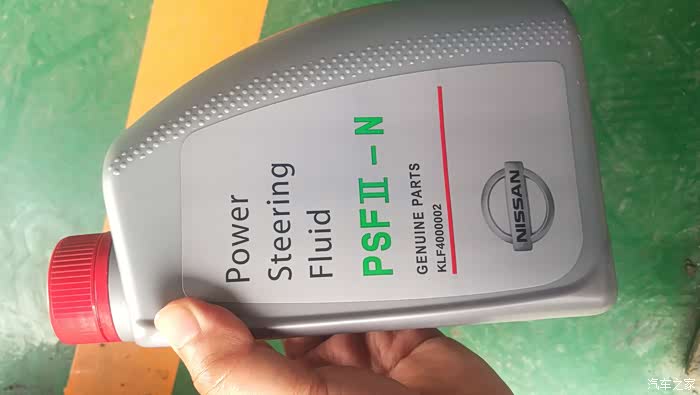 Power
Steering
Fluid
PSFⅡ-N
GENUINE PARTS
KLF4000002
NISSAN
汽车之家